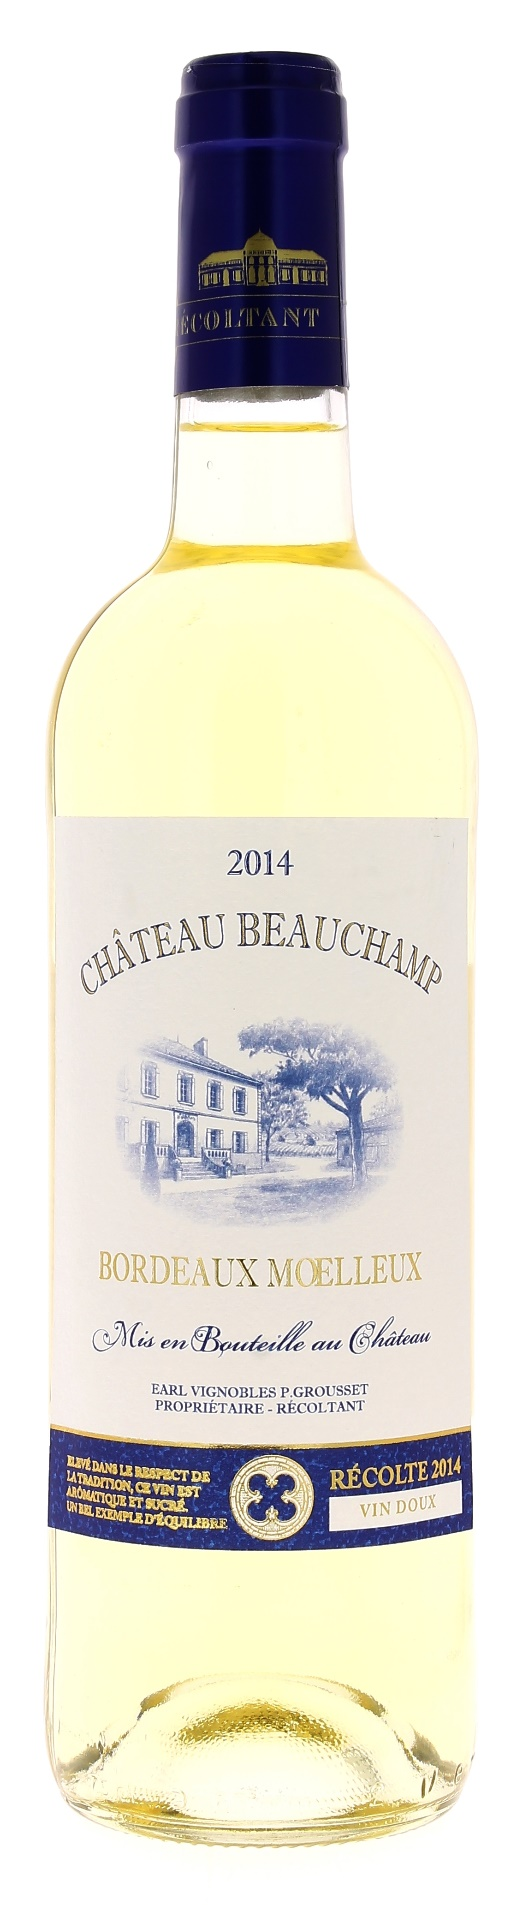 RÉCOLTANT
2014
CHÂTEAU BEAUCHAMP
BORDEAUX MOELLEUX
Mis en Bouteille au Château
EARL VIGNOBLES P.GROUSSET
PROPRIÉTAIRE - RÉCOLTANT
ELEVÉ DANS LE RESPECT DE
LA TRADITION, CE VIN EST
AROMATIQUE ET SUCRÉ.
UN BEL EXEMPLE D'ÉQUILIBRE
RÉCOLTE 2014
VIN DOUX